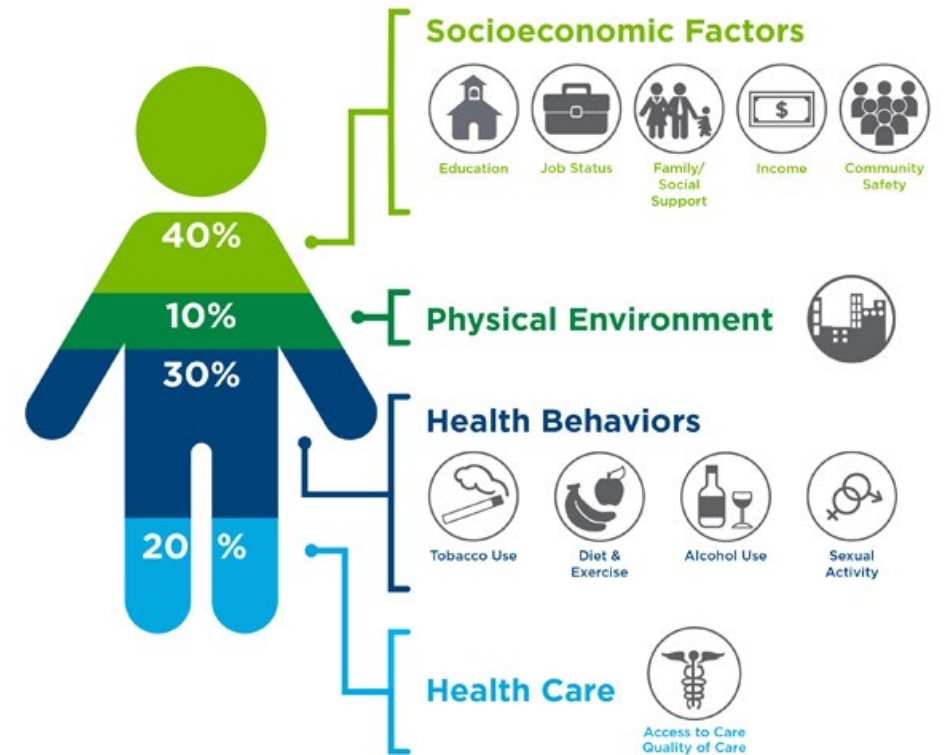 Socioeconomic Factors
$
Education
Job Status
Family/
Social
Support
Income
Community
Safety
40%
10%
Physical Environment
30%
Health Behaviors
Tobacco Use
Diet &
Exercise
Alcohol Use
Sexual
Activity
20 %
Health Care
Access to Care
Quality of Care